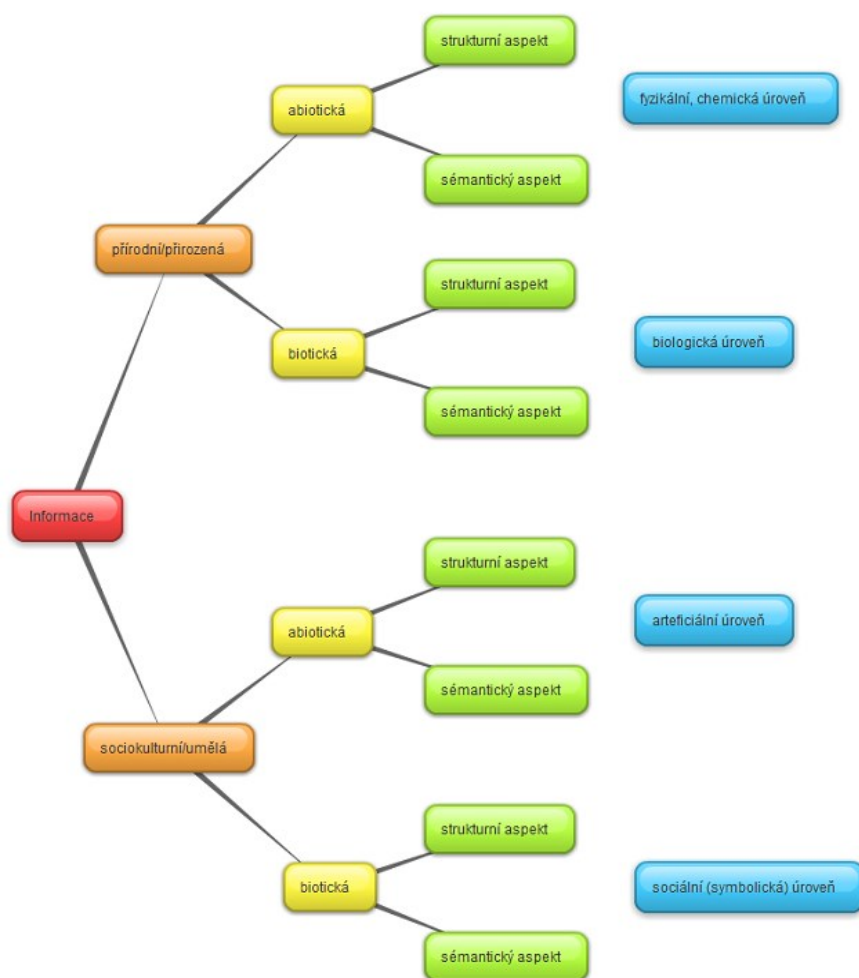 strukturní aspekt
abiotická
fyzikální, chemická úroveň
sémantický aspekt
přírodní/přirozená
strukturní aspekt
biotická
biologická úroveň
sémantický aspekt
Informace
strukturní aspekt
abiotická
arteficiální úroveň
sémantický aspekt
sociokulturní/umělá
strukturní aspekt
biotická
sociální (symbolická) úroveň
sémantický aspekt